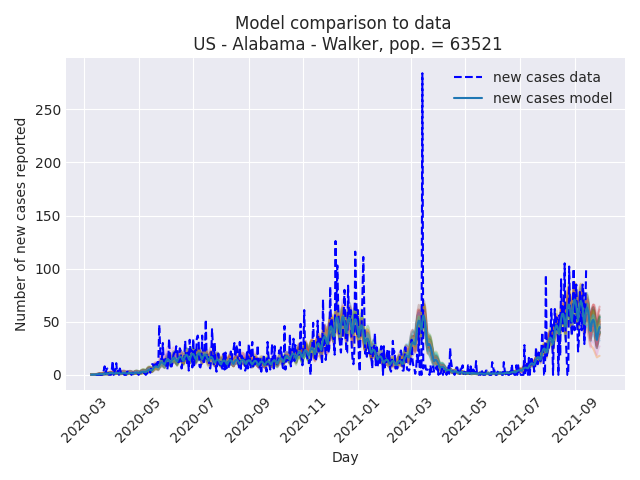 Model comparison to data
US - Alabama - Walker, pop. = 63521
new cases data
new cases model
Number of new cases reported
250
200
150
100
50
0
2020-03
2020-05
2020-07
2020-09
2020-11
2021-01
2021-03
2021-05
2021-07
2021-09
Day